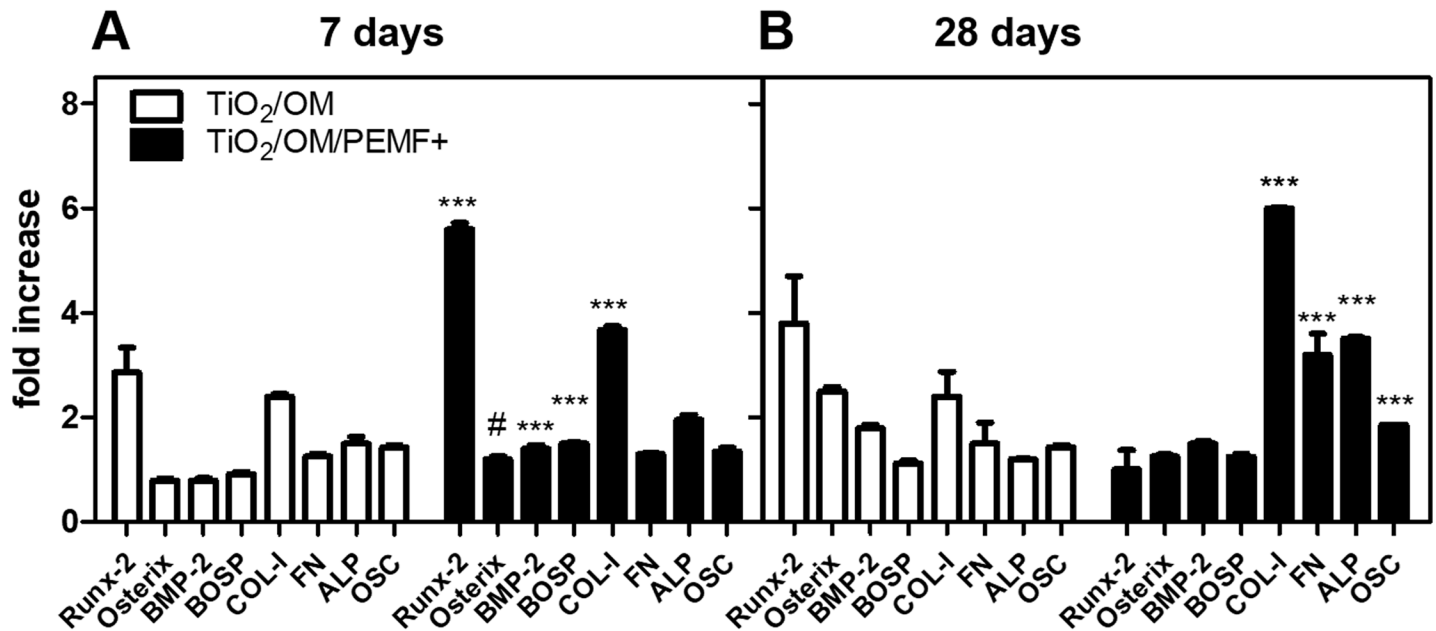 A 7 days B 28 days
TiO2/OM
TiO2/OM/PEMF+
fold increase
8
6
4
2
0
*** # *** *** ***
*** *** *** ***
Runx-2 Osterix BMP-2 BOSP COL-I FN ALP OSC Runx-2 Osterix BMP-2 BOSP COL-I FN ALP OSC Runx-2 Osterix BMP-2 BOSP COL-I FN ALP OSC Runx-2 Osterix BMP-2 BOSP COL-I FN ALP OSC